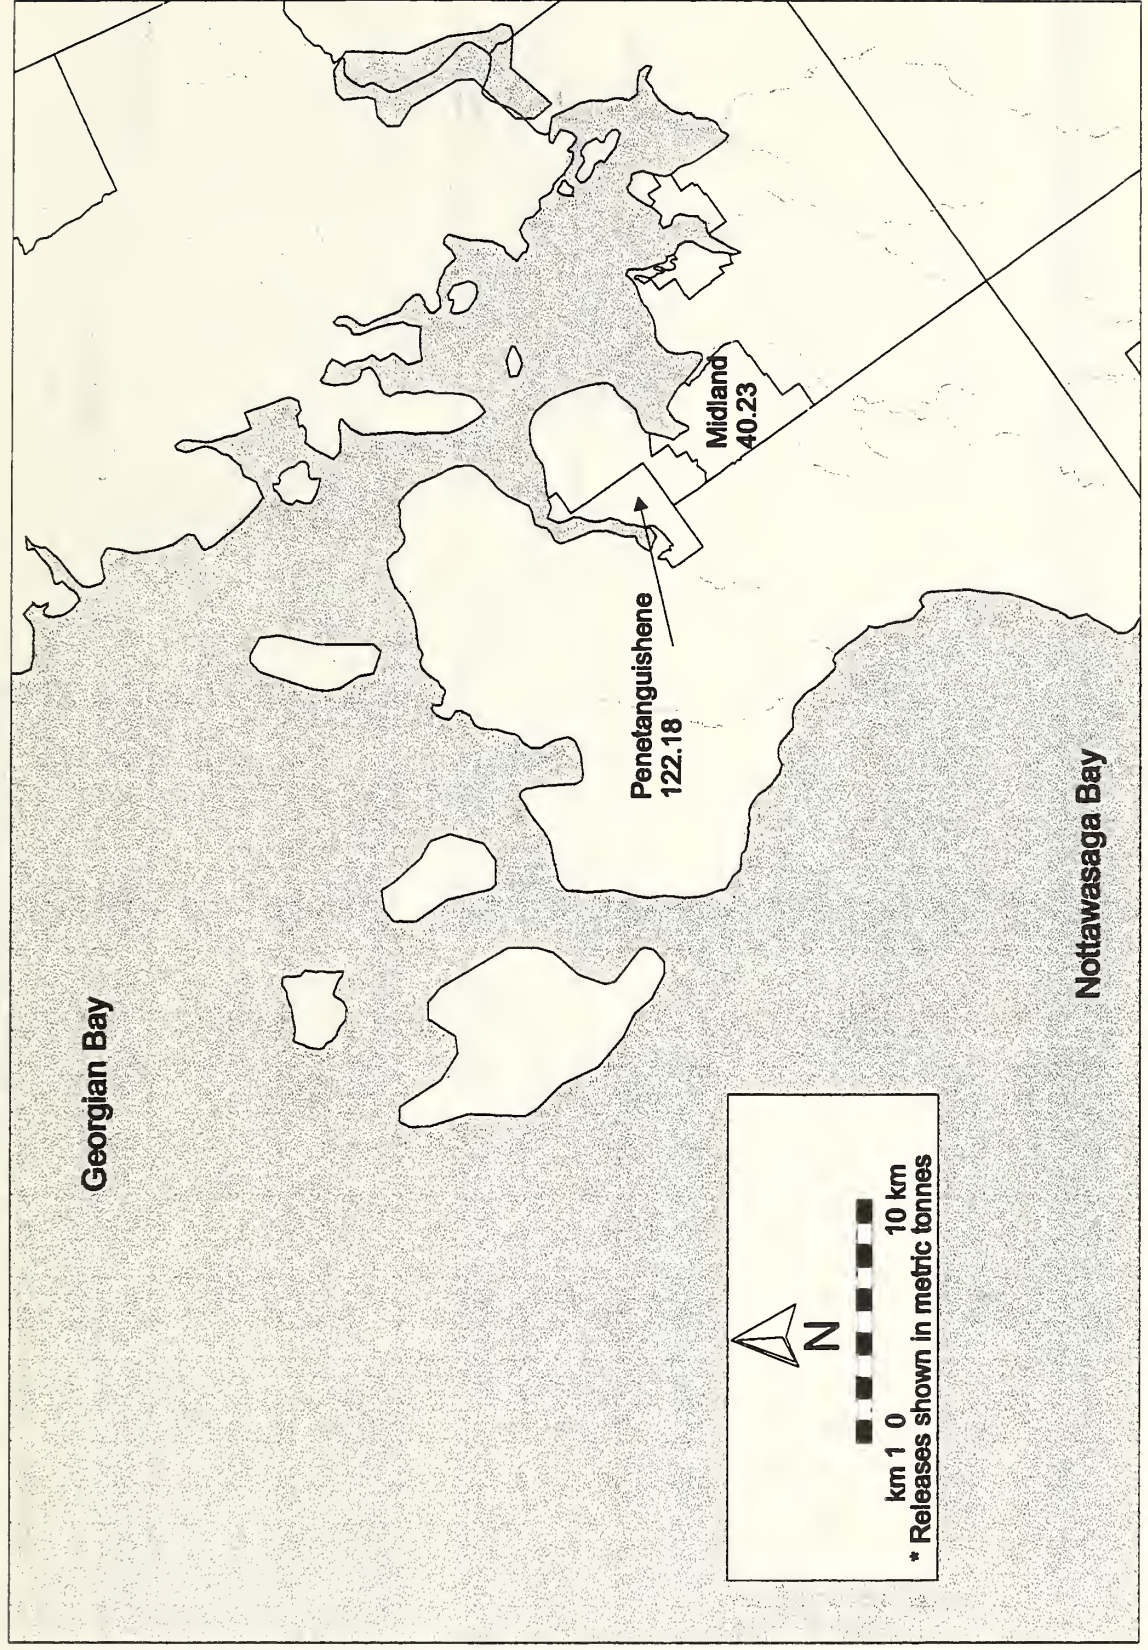 Georgian Bay
Penetanguishene
122.18
Midland
40.23
Nottawasaga Bay
N
km 1 0 10 km
* Releases shown in metric tonnes